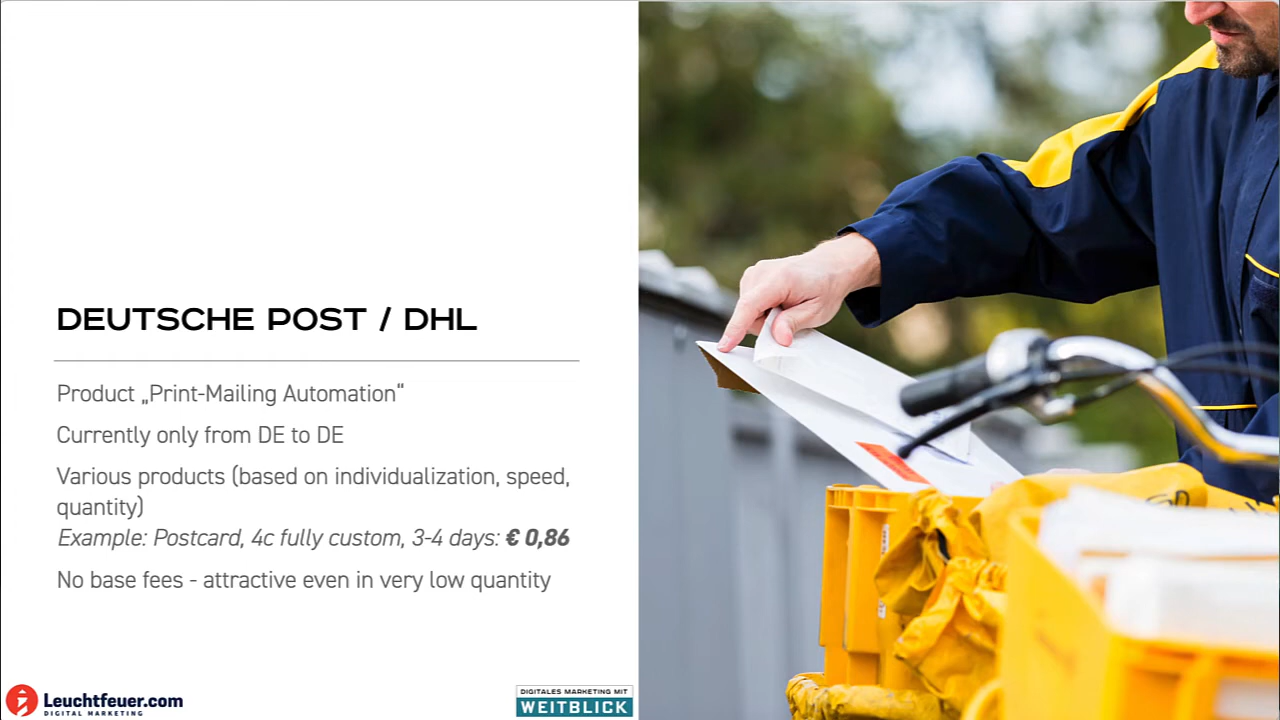 DEUTSCHE POST / DHL
Product „Print-Mailing Automation“
Currently only from DE to DE
Various products (based on individualization, speed,
quantity)
Example: Postcard, 4c fully custom, 3-4 days: € 0,86
No base fees - attractive even in very low quantity
Leuchtfeuer.com
DIGITAL MARKETING
DIGITALES MARKETING MIT
WEITBLICK